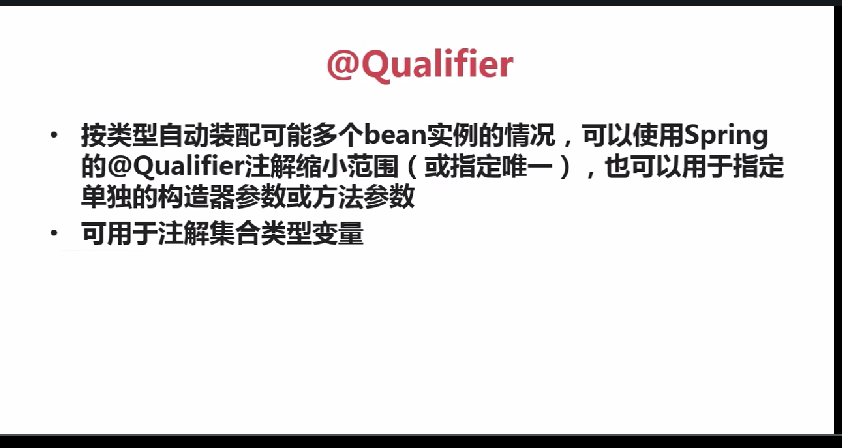 @Qualifier
• 按类型自动装配可能多个bean实例的情况，可以使用Spring
的@Qualifier注解缩小范围（或指定唯一），也可以用于指定
单独的构造器参数或方法参数
• 可用于注解集合类型变量